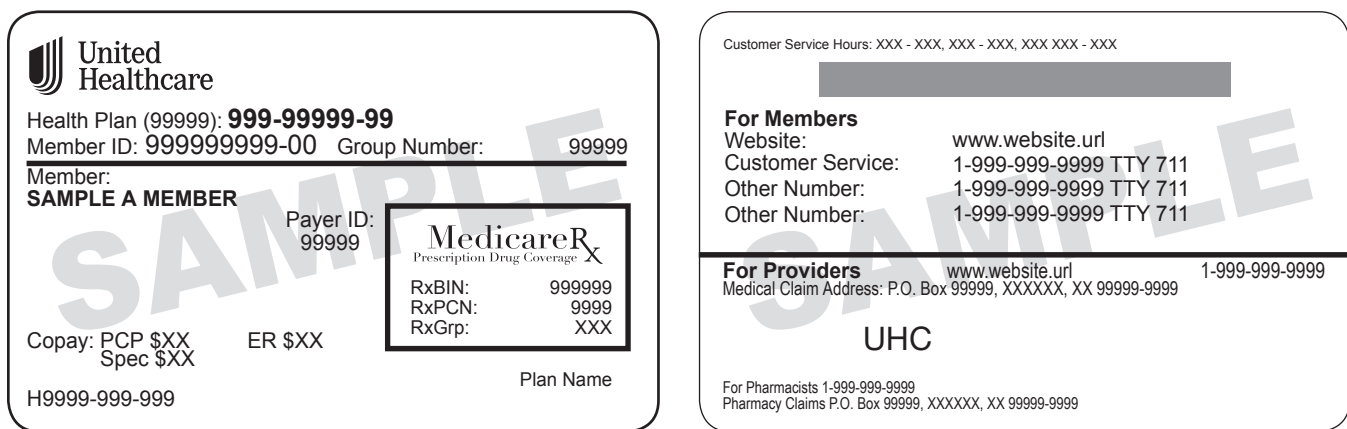 United
Healthcare
Health Plan (99999): 999-99999-99
Member ID: 999999999-00 Group Number: 99999
Member:
SAMPLE A MEMBER
Payer ID:
99999
MedicareRx
Prescription Drug Coverage
RxBIN: 999999
RxPCN: 9999
RxGrp: XXX
Copay: PCP $XX ER $XX
Spec $XX
Plan Name
H9999-999-999
SAMPLE
Customer Service Hours: XXX - XXX, XXX - XXX, XXX XXX - XXX
For Members
Website: www.website.url
Customer Service: 1-999-999-9999 TTY 711
Other Number: 1-999-999-9999 TTY 711
Other Number: 1-999-999-9999 TTY 711
For Providers www.website.url 1-999-999-9999
Medical Claim Address: P.O. Box 99999, XXXXXX, XX 99999-9999
UHC
For Pharmacists 1-999-999-9999
Pharmacy Claims P.O. Box 99999, XXXXXX, XX 99999-9999
SAMPLE